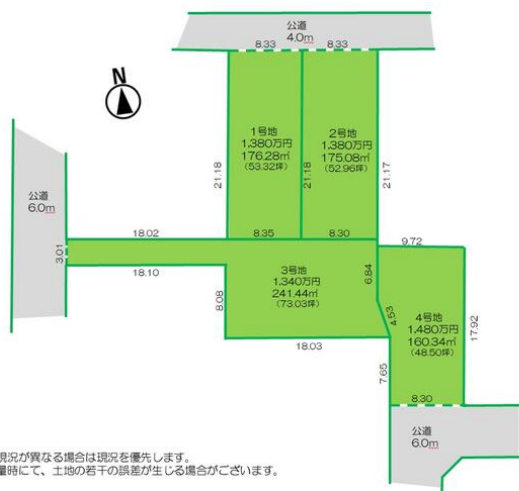 公道
4.0m
8.33
8.33
N
1号地
1,380万円
176.28㎡
(53.32坪)
2号地
1,380万円
175.08㎡
(52.96坪)
21.18
21.18
21.17
公道
6.0m
18.02
8.35
8.30
9.72
3.01
18.10
3号地
1,340万円
241.44㎡
(73.03坪)
6.84
8.08
4.53
4号地
1,480万円
160.34㎡
(48.50坪)
17.92
18.03
7.65
8.30
公道
6.0m
現況が異なる場合は現況を優先します。
量時にて、土地の若干の誤差が生じる場合がございます。